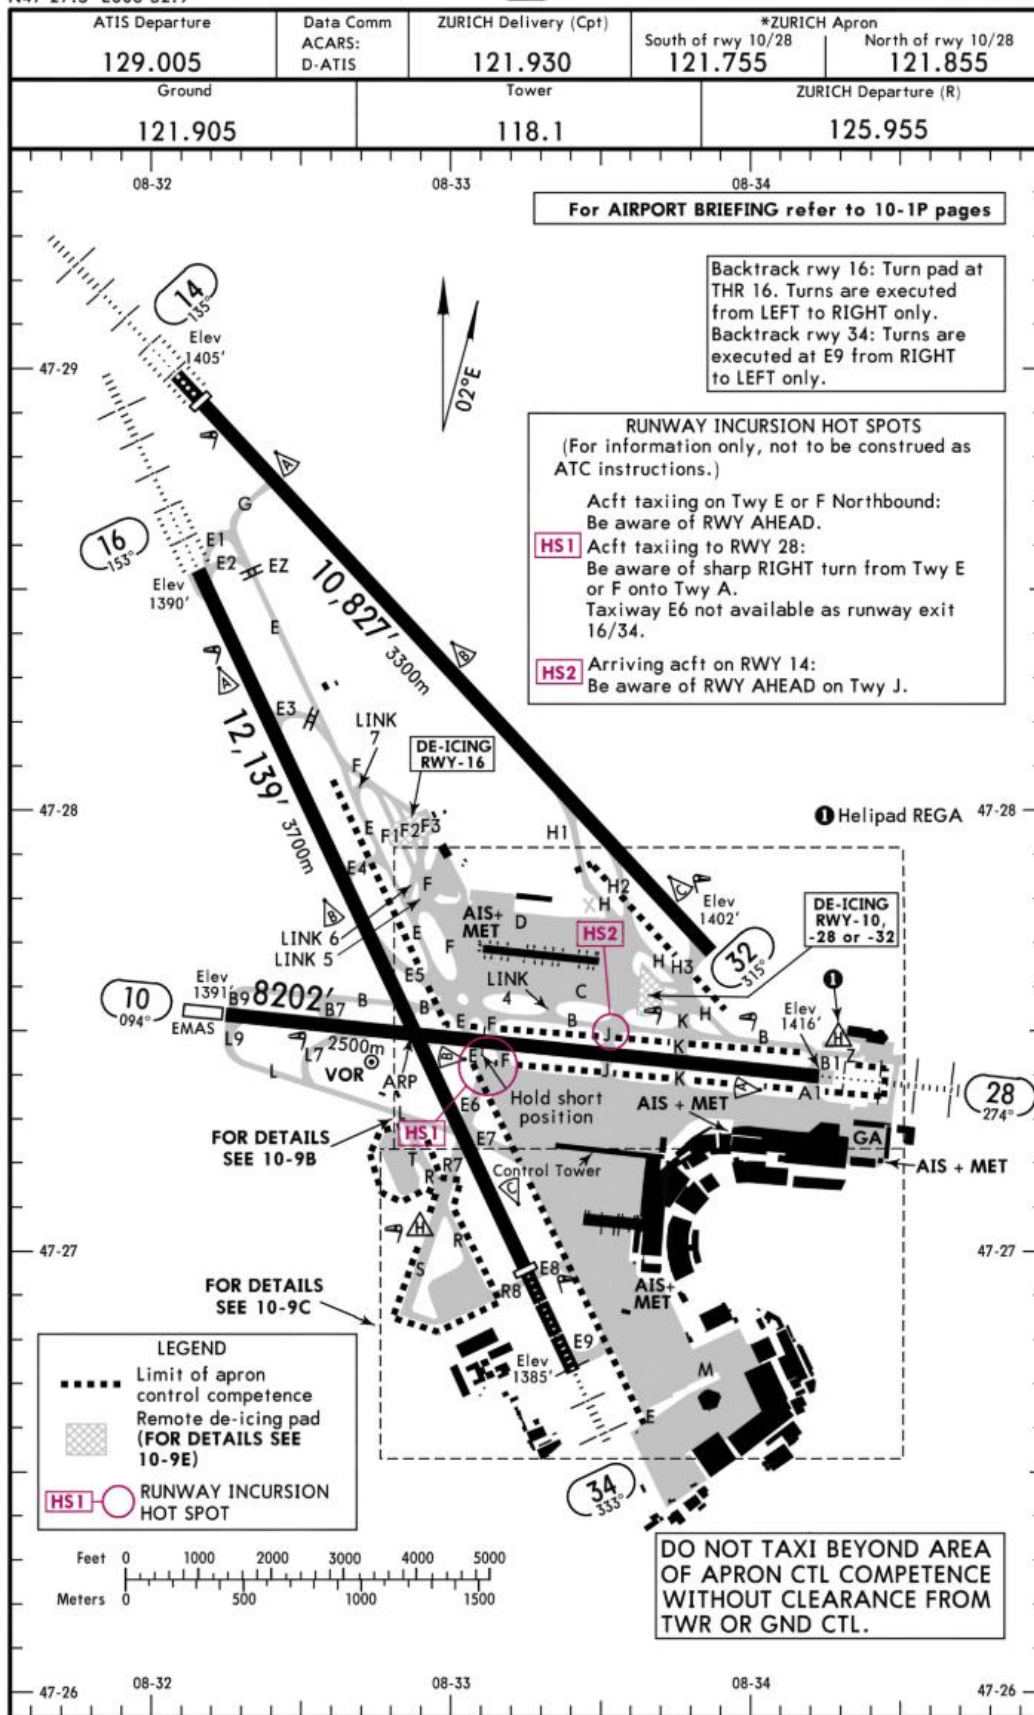 ATIS Departure
129.005
Data Comm
ACARS:
D-ATIS
ZURICH Delivery (Cpt)
121.930
*ZURICH Apron
South of rwy 10/28
121.755
North of rwy 10/28
121.855
Ground
121.905
Tower
118.1
ZURICH Departure (R)
125.955
08-32
08-33
08-34
For AIRPORT BRIEFING refer to 10-1P pages
Backtrack rwy 16: Turn pad at
THR 16. Turns are executed
from LEFT to RIGHT only.
Backtrack rwy 34: Turns are
executed at E9 from RIGHT
to LEFT only.
14
135°
Elev
1405'
02°E
47-29
RUNWAY INCURSION HOT SPOTS
(For information only, not to be construed as
ATC instructions.)
Acft taxiing on Twy E or F Northbound:
Be aware of RWY AHEAD.
HS1 Acft taxiing to RWY 28:
Be aware of sharp RIGHT turn from Twy E
or F onto Twy A.
Taxiway E6 not available as runway exit
16/34.
HS2 Arriving acft on RWY 14:
Be aware of RWY AHEAD on Twy J.
A
G
16
153°
E1
E2
EZ
Elev
1390'
10,827'
3300m
E
B
A
E3
LINK
7
12,139'
3700m
DE-ICING
RWY-16
F
47-28
47-28
1 Helipad REGA
E
F1
F2
F3
H1
E4
F
H2
C
H
Elev
1402'
DE-ICING
RWY-10,
-28 or -32
B
AIS+
MET
D
HS2
LINK 6
LINK 5
E
F
E5
LINK
4
C
H
H3
32
315°
1
10
094°
Elev
1391'
B9
8202'
B
B7
B
E
F
B
J
K
H
B
Elev
1416'
H
EMAS
L9
L7
2500m
VOR
L
ARP
B
E
F
J
K
K
A
A1
B1
Z
28
274°
Hold short
position
E6
AIS + MET
HS1
E7
GA
AIS + MET
FOR DETAILS
SEE 10-9B
T
R
R7
Control Tower
C
H
R
S
47-27
47-27
E8
R8
AIS+
MET
FOR DETAILS
SEE 10-9C
E9
Elev
1385'
M
E
LEGEND
Limit of apron
control competence
Remote de-icing pad
(FOR DETAILS SEE
10-9E)
HS1 RUNWAY INCURSION
HOT SPOT
34
333°
Feet 0 1000 2000 3000 4000 5000
Meters 0 500 1000 1500
DO NOT TAXI BEYOND AREA
OF APRON CTL COMPETENCE
WITHOUT CLEARANCE FROM
TWR OR GND CTL.
47-26
08-32
08-33
08-34
47-26